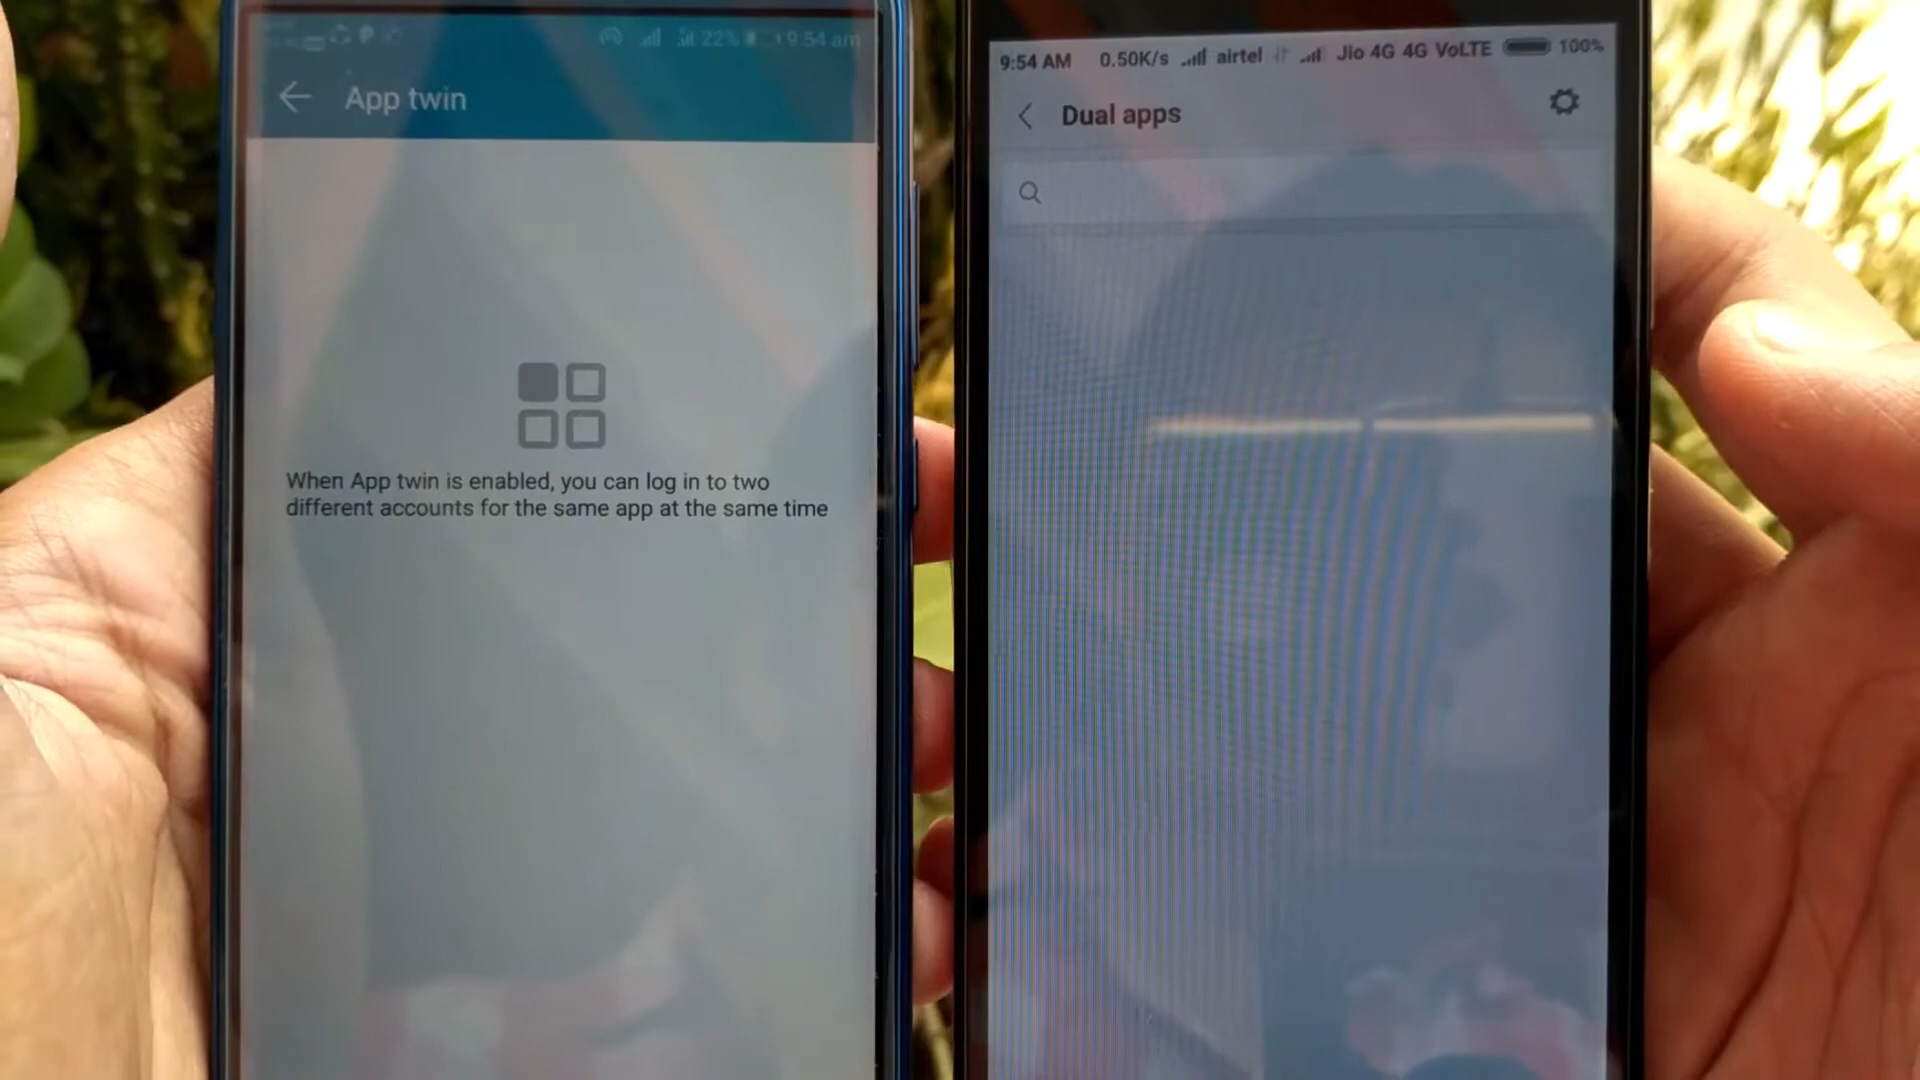 22% 9:54 am
App twin
When App twin is enabled, you can log in to two
different accounts for the same app at the same time
9:54 AM 0.50K/s airtel Jio 4G 4G VoLTE 100%
Dual apps